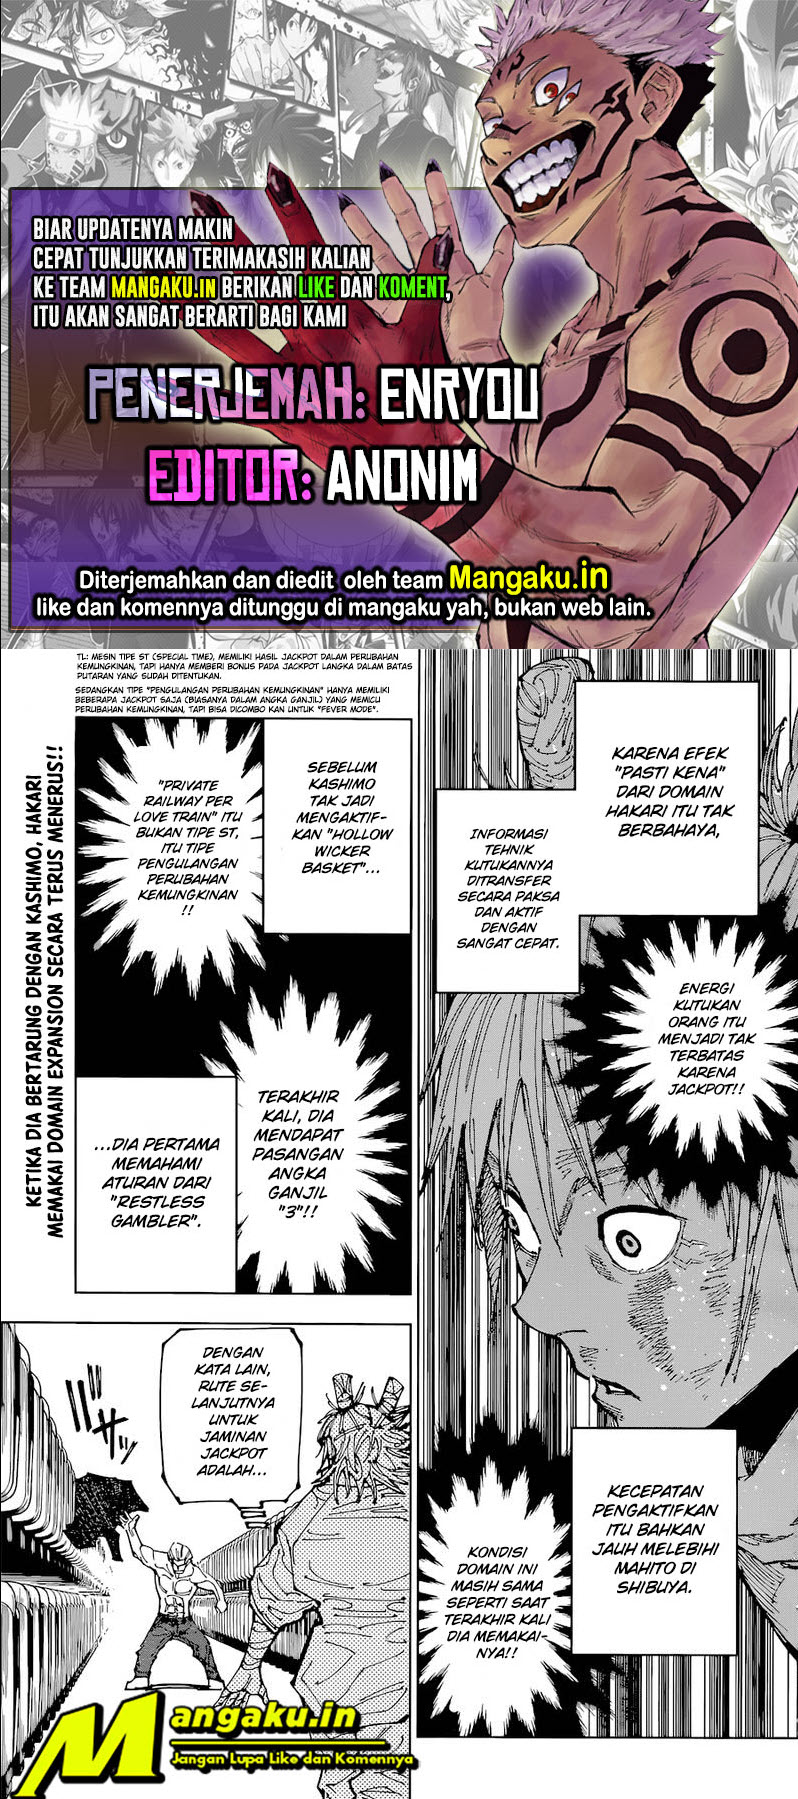 BIAR UPDATENYA MAKIN
CEPAT TUNJUKKAN TERIMAKASIH KALIAN
KE TEAM MANGAKU.IN BERIKAN LIKE DAN KOMENT,
ITU AKAN SANGAT BERARTI BAGI KAMI
PENERJEMAH: ENRYOU
EDITOR: ANONIM
Diterjemahkan dan diedit oleh team Mangaku.in
like dan komennya ditunggu di mangaku yah, bukan web lain.
TL: MESIN TIPE ST (SPECIAL TIME), MEMILIKI HASIL JACKPOT DALAM PERUBAHAN
KEMUNGKINAN, TAPI HANYA MEMBERI BONUS PADA JACKPOT LANGKA DALAM BATAS
PUTARAN YANG SUDAH DITENTUKAN.
SEDANGKAN TIPE "PENGULANGAN PERUBAHAN KEMUNGKINAN" HANYA MEMILIKI
BEBERAPA JACKPOT SAJA (BIASANYA DALAM ANGKA GANJIL) YANG MEMICU
PERUBAHAN KEMUNGKINAN, TAPI BISA DICOMBO KAN UNTUK "FEVER MODE".
KARENA EFEK
"PASTI KENA"
DARI DOMAIN
HAKARI ITU TAK
BERBAHAYA,
INFORMASI
TEHNIK
KUTUKANNYA
DITRANSFER
SECARA PAKSA
DAN AKTIF
DENGAN
SANGAT CEPAT.
ENERGI
KUTUKAN
ORANG ITU
MENJADI TAK
TERBATAS
KARENA
JACKPOT!!
KECEPATAN
PENGAKTIFKAN
ITU BAHKAN
JAUH MELEBIHI
MAHITO DI
SHIBUYA.
KONDISI
DOMAIN INI
MASIH SAMA
SEPERTI SAAT
TERAKHIR KALI
DIA MEMAKAI-
NYA!!
SEBELUM
KASHIMO
TAK JADI
MENGAKTIF-
KAN "HOLLOW
WICKER
BASKET"...
"PRIVATE
RAILWAY PER
LOVE TRAIN" ITU
BUKAN TIPE ST,
ITU TIPE
PENGULANGAN
PERUBAHAN
KEMUNGKINAN
!!
TERAKHIR
KALI, DIA
MENDAPAT
PASANGAN
ANGKA
GANJIL
"3"!!
...DIA PERTAMA
MEMAHAMI
ATURAN DARI
"RESTLESS
GAMBLER".
KETIKA DIA BERTARUNG DENGAN KASHIMO, HAKARI
MEMAKAI DOMAIN EXPANSION SECARA TERUS MENERUS!!
DENGAN
KATA LAIN,
RUTE SE-
LANJUTNYA
UNTUK
JAMINAN
JACKPOT
ADALAH...
Mangaku.in
Jangan Lupa Like dan Komennya